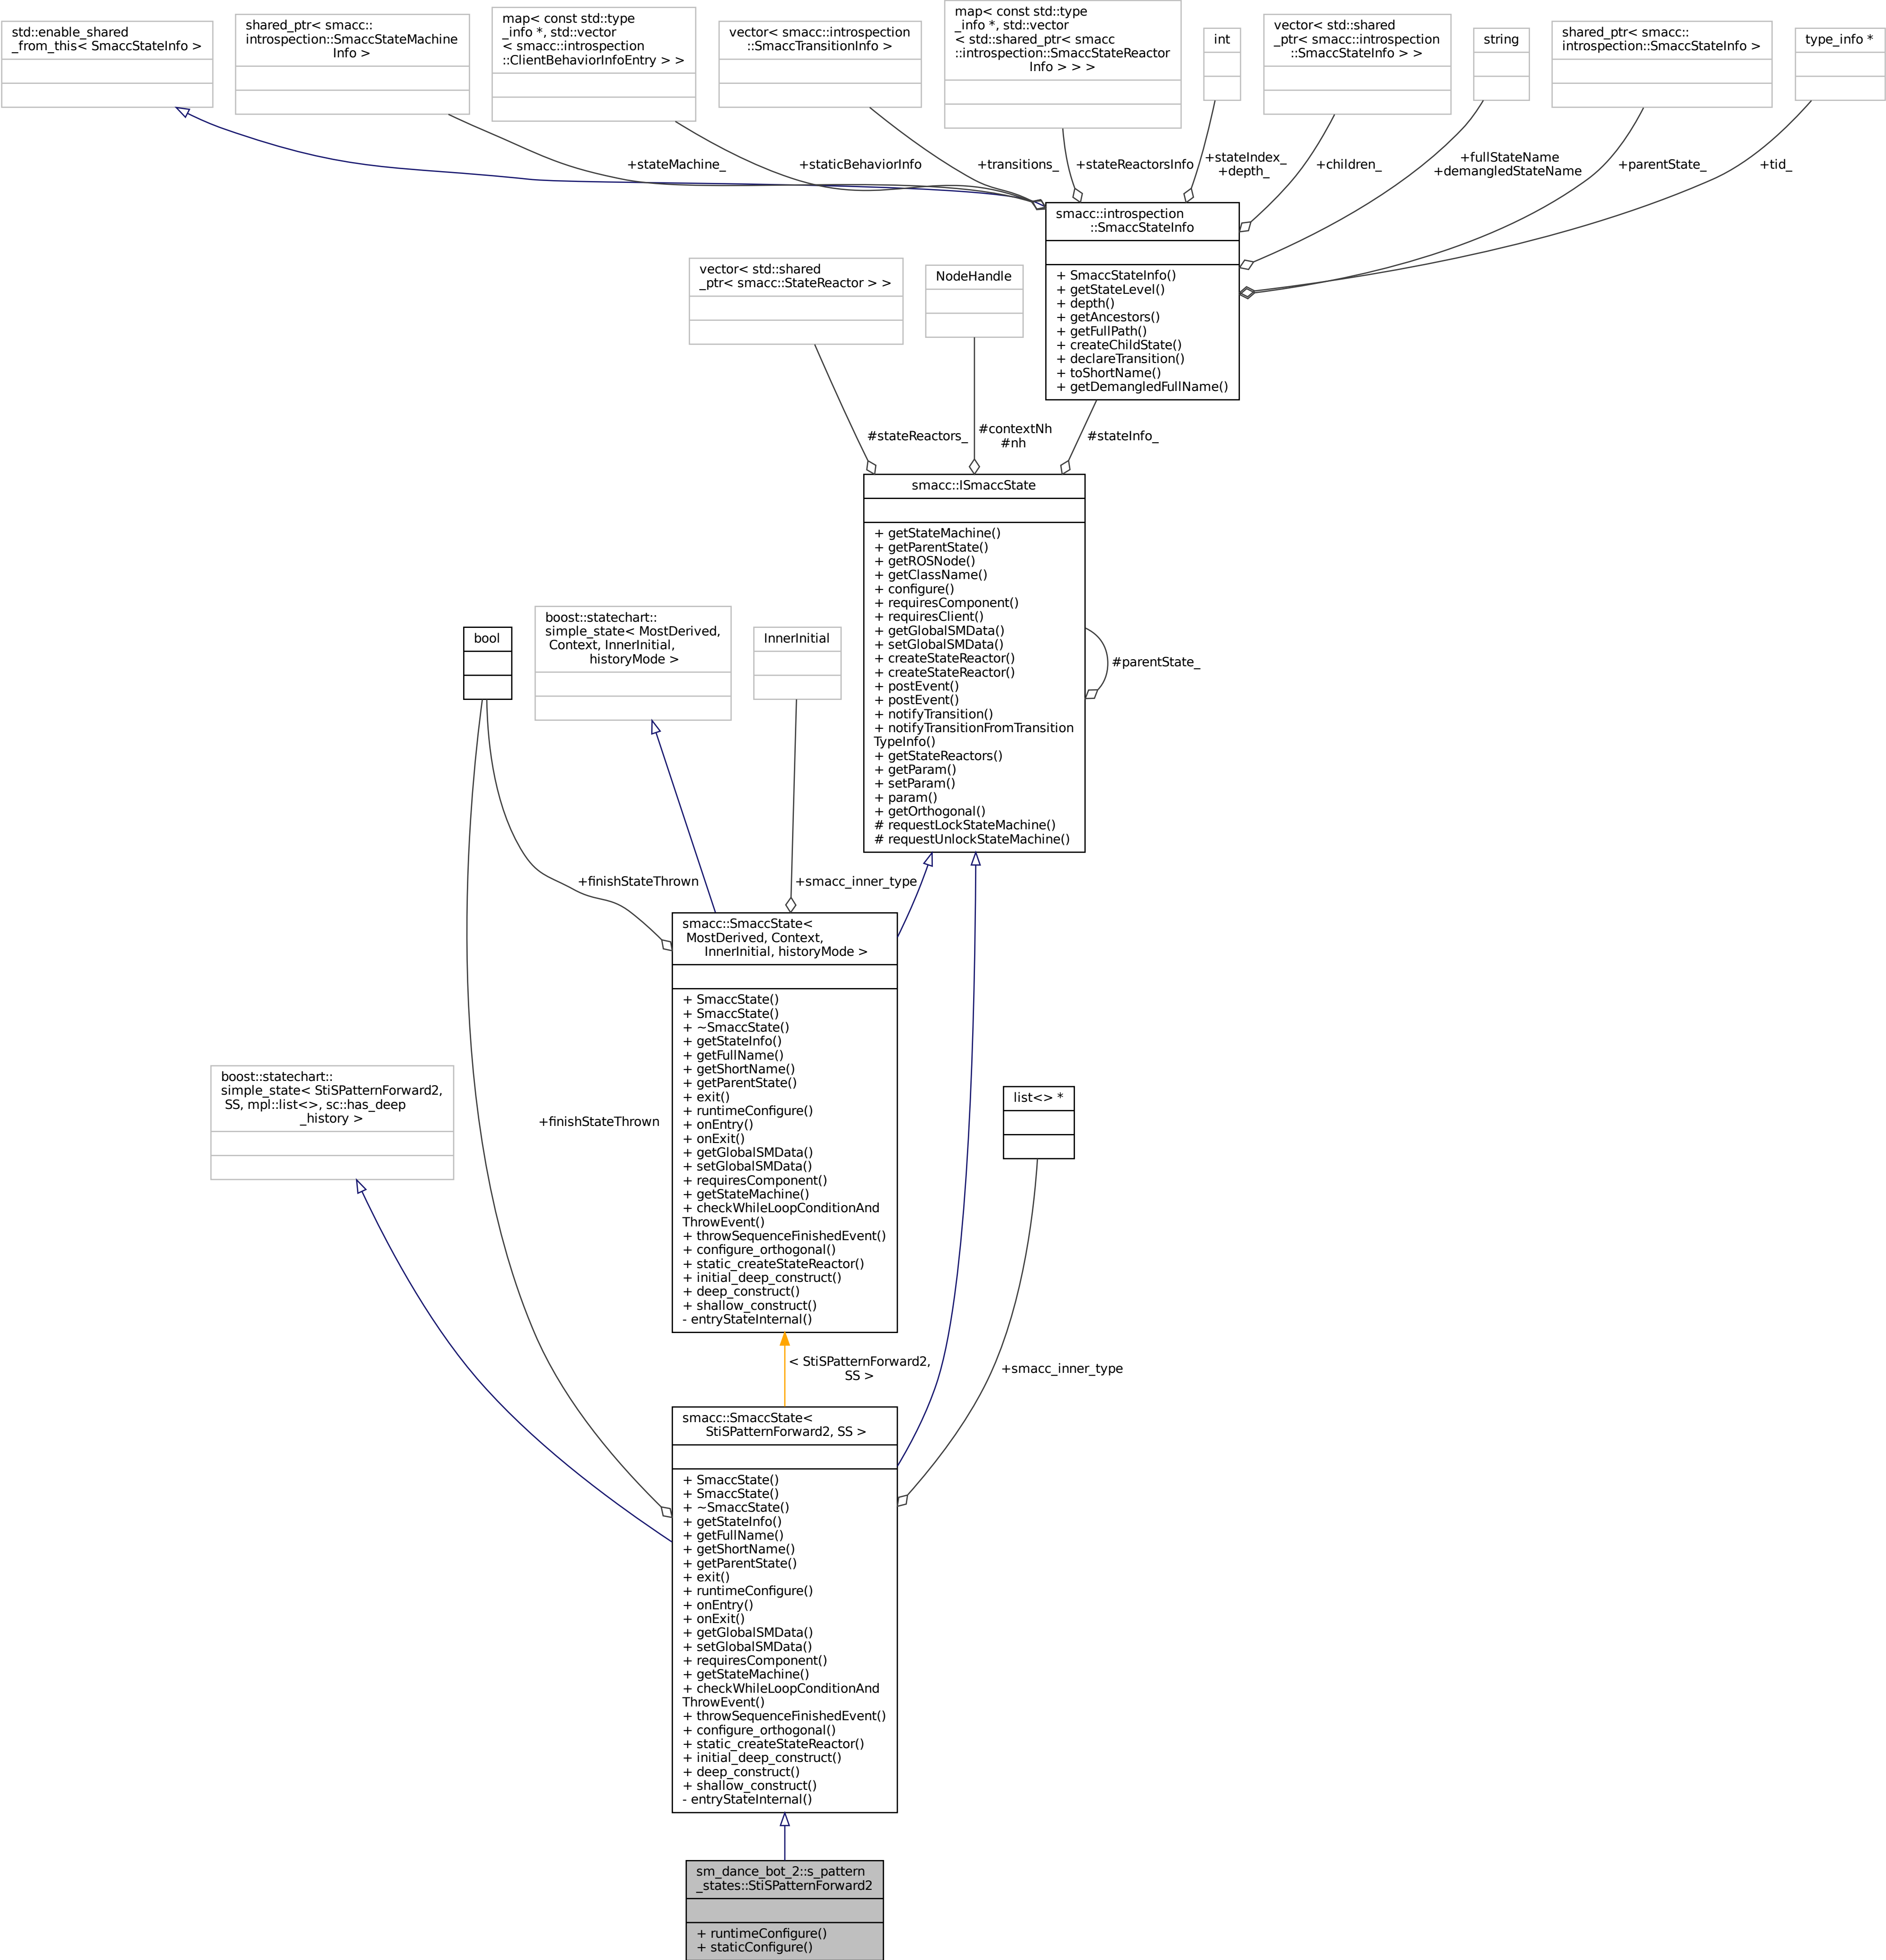 std::enable_shared
_from_this< SmaccStateInfo >
shared_ptr< smacc::
introspection::SmaccStateMachine
Info >
map< const std::type
_info *, std::vector
< smacc::introspection
::ClientBehaviorInfoEntry > >
vector< smacc::introspection
::SmaccTransitionInfo >
map< const std::type
_info *, std::vector
< std::shared_ptr< smacc
::introspection::SmaccStateReactor
Info > > >
int
vector< std::shared
_ptr< smacc::introspection
::SmaccStateInfo > >
string
shared_ptr< smacc::
introspection::SmaccStateInfo >
type_info *
+stateMachine_
+staticBehaviorInfo
+transitions_
+stateReactorsInfo
+stateIndex_
+depth_
+children_
+fullStateName
+demangledStateName
+parentState_
+tid_
smacc::introspection
::SmaccStateInfo
+ SmaccStateInfo()
+ getStateLevel()
+ depth()
+ getAncestors()
+ getFullPath()
+ createChildState()
+ declareTransition()
+ toShortName()
+ getDemangledFullName()
vector< std::shared
_ptr< smacc::StateReactor > >
NodeHandle
#stateReactors_
#contextNh
#nh
#stateInfo_
smacc::ISmaccState
+ getStateMachine()
+ getParentState()
+ getROSNode()
+ getClassName()
+ configure()
+ requiresComponent()
+ requiresClient()
+ getGlobalSMData()
+ setGlobalSMData()
+ createStateReactor()
+ createStateReactor()
+ postEvent()
+ postEvent()
+ notifyTransition()
+ notifyTransitionFromTransition
TypeInfo()
+ getStateReactors()
+ getParam()
+ setParam()
+ param()
+ getOrthogonal()
# requestLockStateMachine()
# requestUnlockStateMachine()
#parentState_
bool
boost::statechart::
simple_state< MostDerived,
Context, InnerInitial,
historyMode >
InnerInitial
+finishStateThrown
+smacc_inner_type
smacc::SmaccState<
MostDerived, Context,
InnerInitial, historyMode >
+ SmaccState()
+ SmaccState()
+ ~SmaccState()
+ getStateInfo()
+ getFullName()
+ getShortName()
+ getParentState()
+ exit()
+ runtimeConfigure()
+ onEntry()
+ onExit()
+ getGlobalSMData()
+ setGlobalSMData()
+ requiresComponent()
+ getStateMachine()
+ checkWhileLoopConditionAnd
ThrowEvent()
+ throwSequenceFinishedEvent()
+ configure_orthogonal()
+ static_createStateReactor()
+ initial_deep_construct()
+ deep_construct()
+ shallow_construct()
- entryStateInternal()
boost::statechart::
simple_state< StiSPatternForward2,
SS, mpl::list<>, sc::has_deep
_history >
+finishStateThrown
list<> *
< StiSPatternForward2,
SS >
+smacc_inner_type
smacc::SmaccState<
StiSPatternForward2, SS >
+ SmaccState()
+ SmaccState()
+ ~SmaccState()
+ getStateInfo()
+ getFullName()
+ getShortName()
+ getParentState()
+ exit()
+ runtimeConfigure()
+ onEntry()
+ onExit()
+ getGlobalSMData()
+ setGlobalSMData()
+ requiresComponent()
+ getStateMachine()
+ checkWhileLoopConditionAnd
ThrowEvent()
+ throwSequenceFinishedEvent()
+ configure_orthogonal()
+ static_createStateReactor()
+ initial_deep_construct()
+ deep_construct()
+ shallow_construct()
- entryStateInternal()
sm_dance_bot_2::s_pattern
_states::StiSPatternForward2
+ runtimeConfigure()
+ staticConfigure()